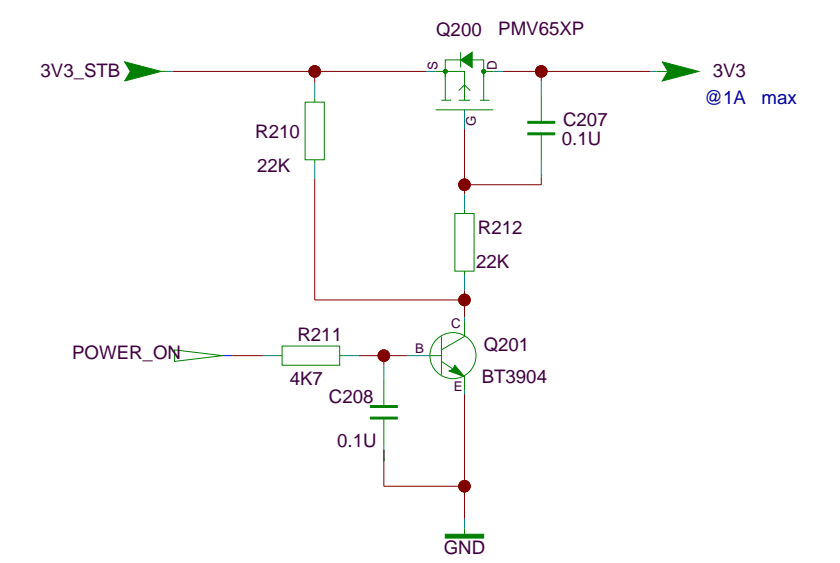 Q200 PMV65XP
3V3_STB
S
D
3V3
@1A max
G
C207
0.1U
R210
22K
R212
22K
C
R211
POWER_ON
B
Q201
4K7
BT3904
E
C208
0.1U
GND